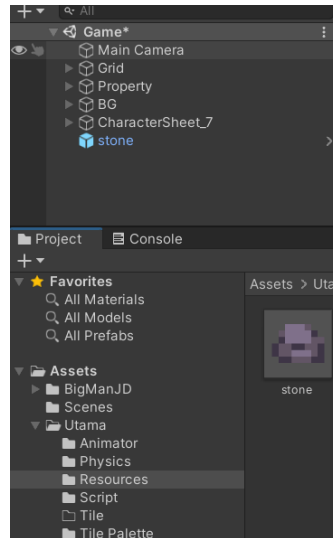 All
Game*
Main Camera
Grid
Property
BG
CharacterSheet_7
stone
Project Console
Favorites
All Materials
All Models
All Prefabs
Assets > Uta
Assets
BigManJD
Scenes
Utama
Animator
Physics
Resources
Script
Tile
Tile Palette
stone